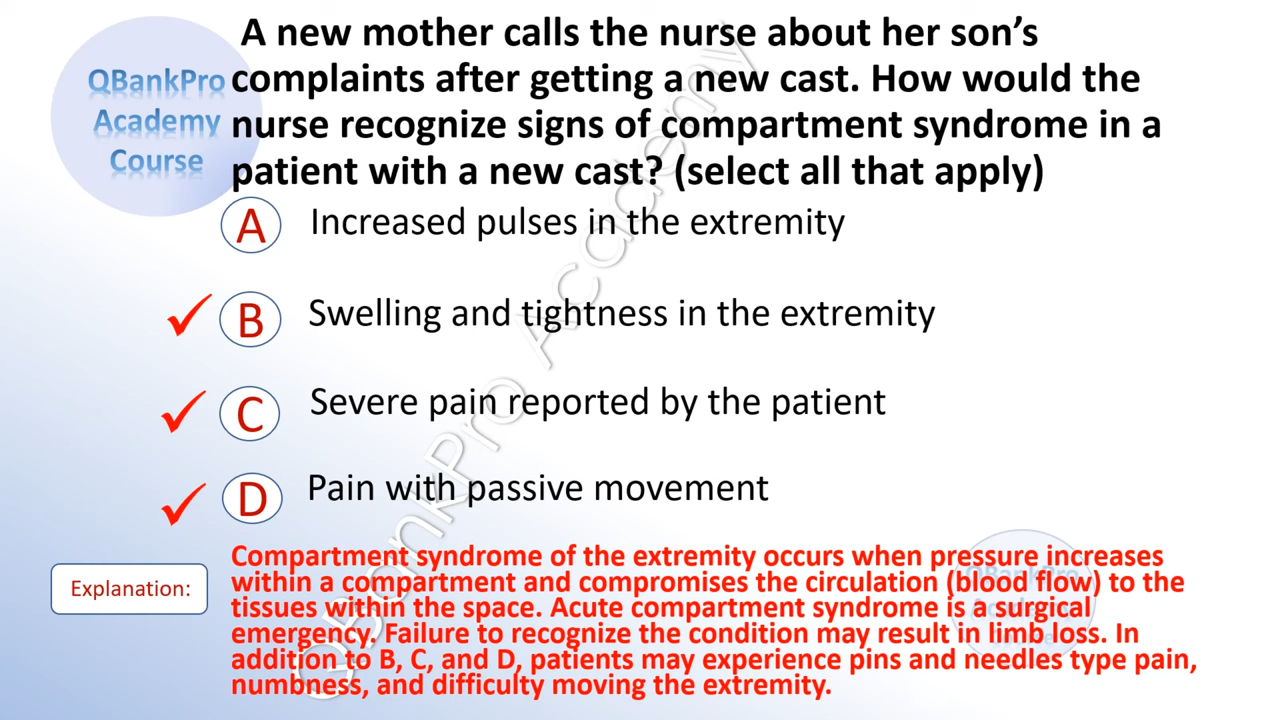 A new mother calls the nurse about her son’s
QBankPro
complaints after getting a new cast. How would the
Academy
nurse recognize signs of compartment syndrome in a
Course
patient with a new cast? (select all that apply)
A Increased pulses in the extremity
B Swelling and tightness in the extremity
C Severe pain reported by the patient
D Pain with passive movement
QBankPro Academy
Explanation:
Compartment syndrome of the extremity occurs when pressure increases
within a compartment and compromises the circulation (blood flow) to the
tissues within the space. Acute compartment syndrome is a surgical
emergency. Failure to recognize the condition may result in limb loss. In
addition to B, C, and D, patients may experience pins and needles type pain,
numbness, and difficulty moving the extremity.